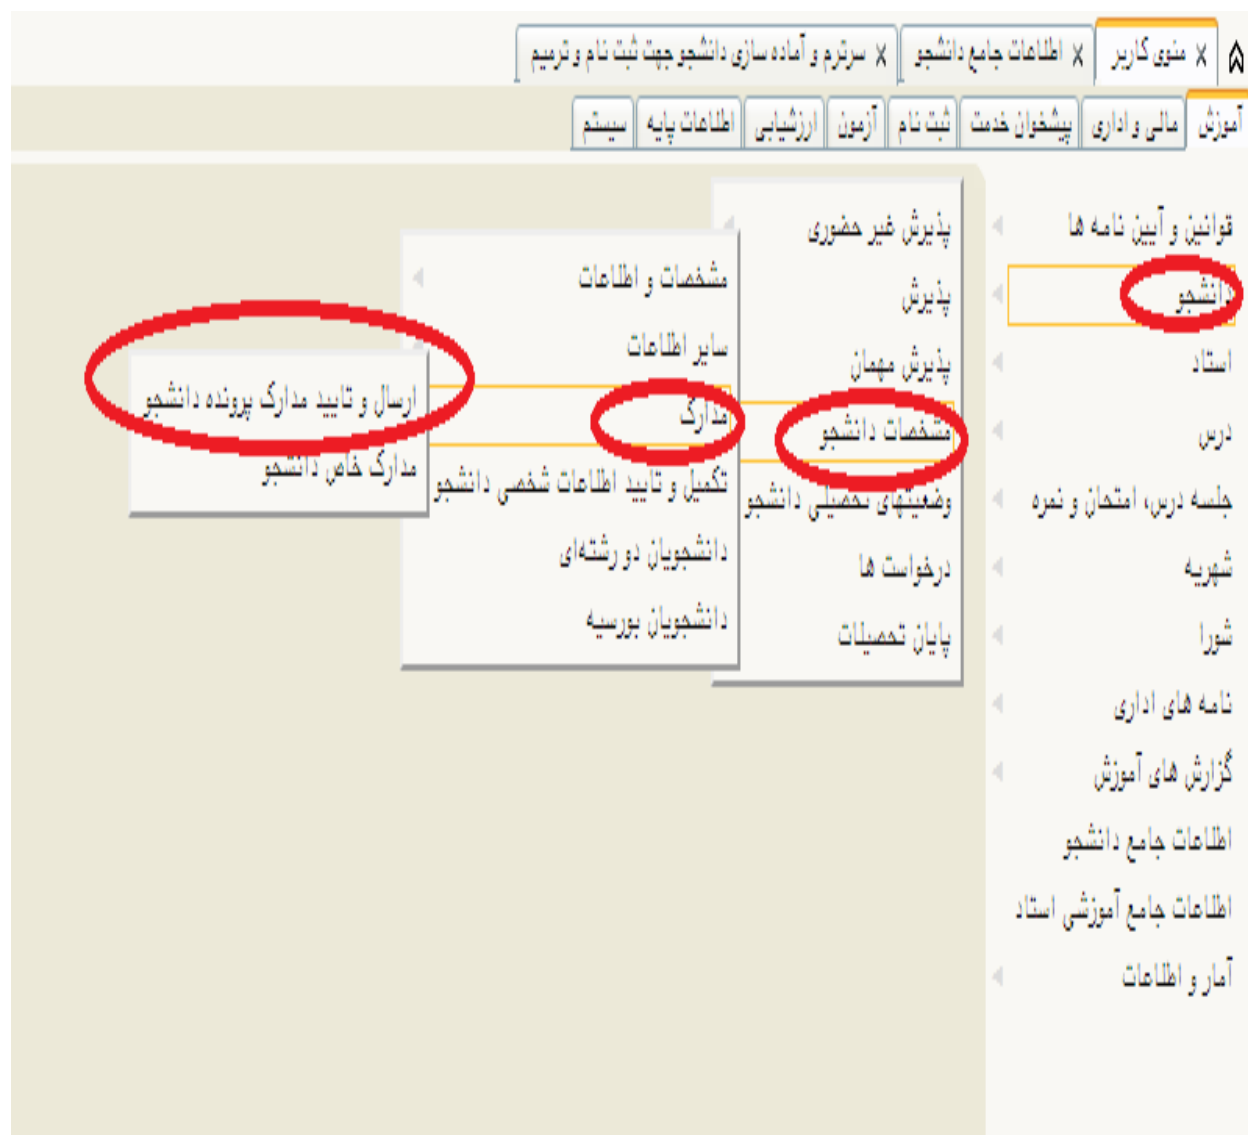 منوی کاربر x اطلاعات جامع دانشجو x سرترم و آماده سازی دانشجو جهت ثبت نام و ترمیم x
آموزش مالی و اداری پیشخوان خدمت ثبت نام آزمون ارزشیابی اطلاعات پایه سیستم
قوانین و آیین نامه ها
دانشجو
استاد
درس
جلسه درس، امتحان و نمره
شهریه
شورا
نامه های اداری
گزارش های آموزش
اطلاعات جامع دانشجو
اطلاعات جامع آموزشی استاد
آمار و اطلاعات
پذیرش غیر حضوری
پذیرش
پذیرش مهمان
مشخصات دانشجو
وضعیتهای تحصیلی دانشجو
درخواست ها
پایان تحصیلات
مشخصات و اطلاعات
سایر اطلاعات
مدارک
تکمیل و تایید اطلاعات شخصی دانشجو
دانشجویان دو رشته‌ای
دانشجویان بورسیه
ارسال و تایید مدارک پرونده دانشجو
مدارک خاص دانشجو